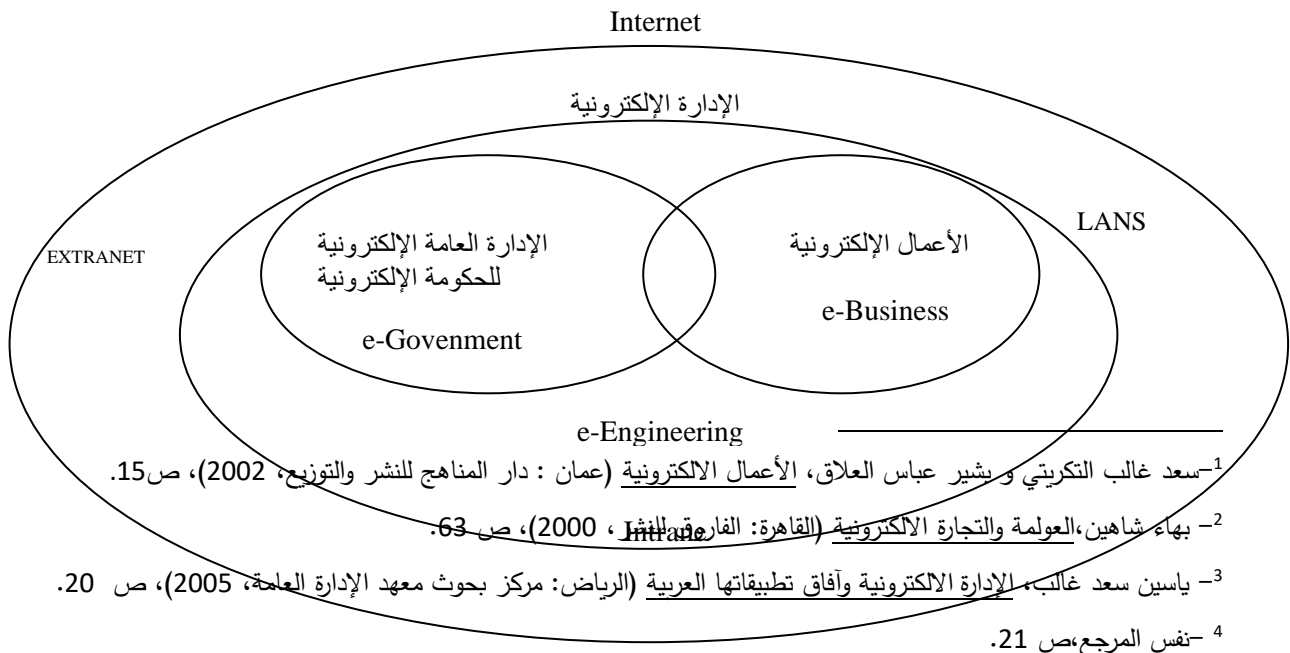 Internet
الإدارة الإلكترونية
LANS
EXTRANET
الإدارة العامة الإلكترونية
للحكومة الإلكترونية
e-Govenment
الأعمال الإلكترونية
e-Business
e-Engineering
1–سعد غالب التكريتي و بشير عباس العلاق، الأعمال الالكترونية (عمان : دار المناهج للنشر والتوزيع، 2002)، ص15.
2– بهاء شاهين،العولمة والتجارة الالكترونية (القاهرة: الفاروق للنشر ، 2000)، ص 63.
Intrane
3– ياسين سعد غالب، الإدارة الالكترونية وآفاق تطبيقاتها العربية (الرياض: مركز بحوث معهد الإدارة العامة، 2005)، ص 20.
4 –نفس المرجع،ص 21.